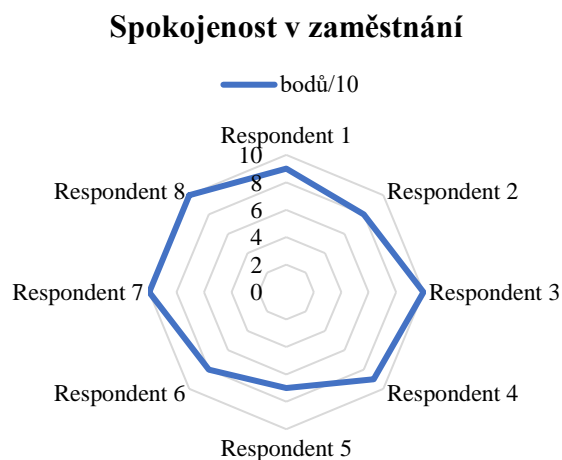 Spokojenost v zaměstnání
bodů/10
Respondent 1
10
Respondent 8
8
Respondent 2
6
4
2
Respondent 7
0
Respondent 3
Respondent 6
Respondent 4
Respondent 5